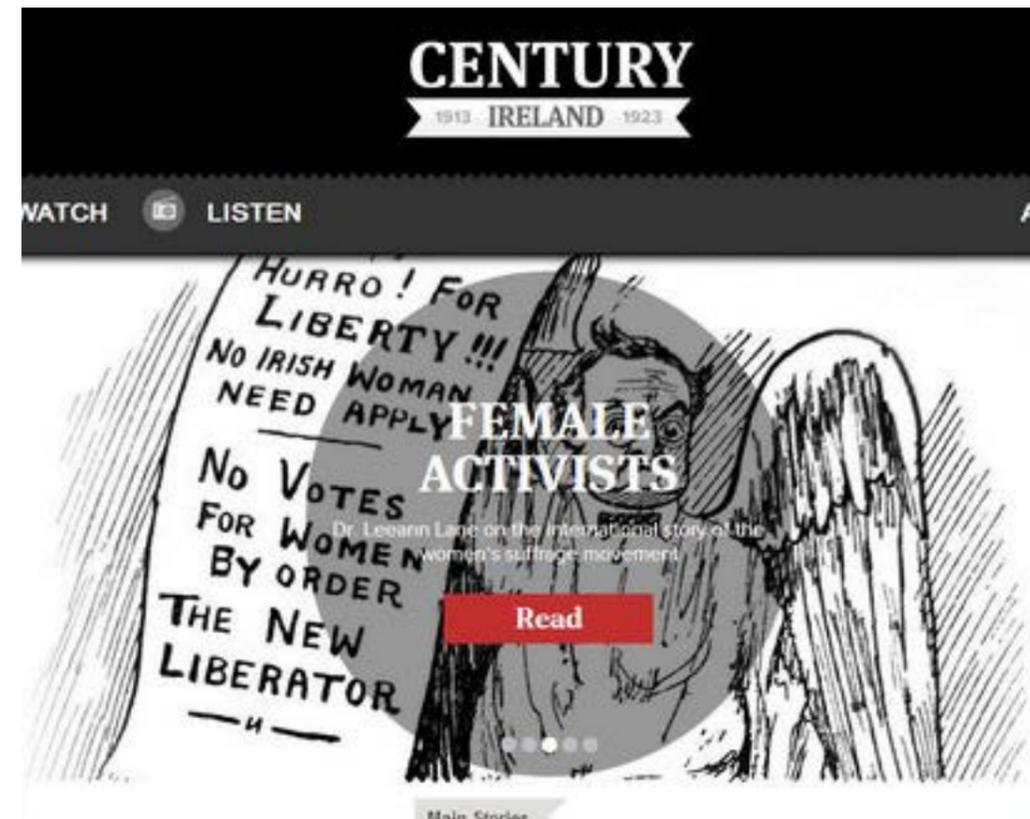 CENTURY
1913 IRELAND 1923
WATCH LISTEN
HURRO! FOR
LIBERTY!!!
NO IRISH WOMAN
NEED APPLY
NO VOTES
FOR WOMEN
BY ORDER
THE NEW
LIBERATOR
FEMALE
ACTIVISTS
Dr. Leeann Lane on the international story of the
women's suffrage movement
Read
Main Stories